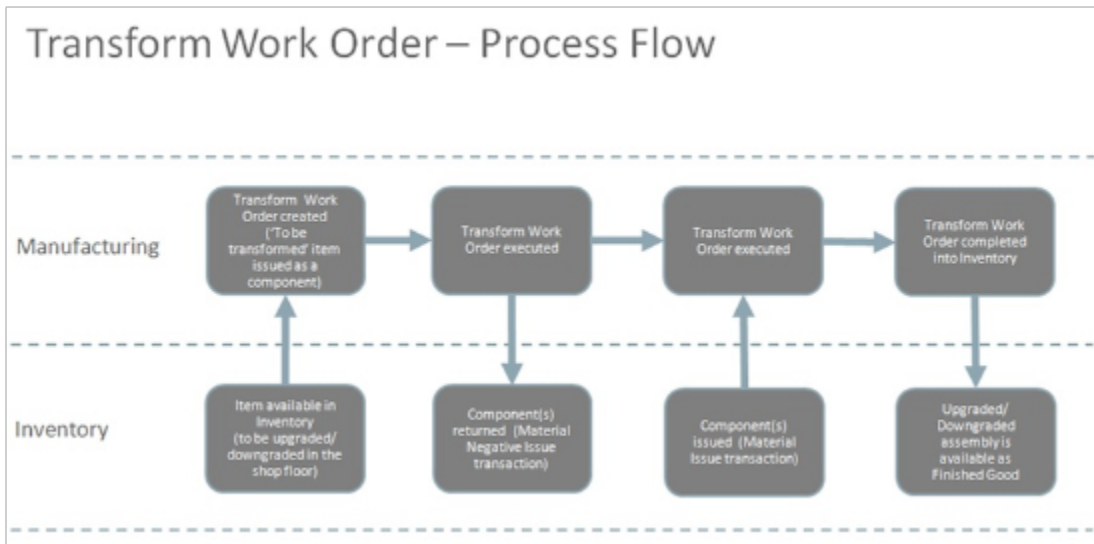 Transform Work Order – Process Flow
Manufacturing
Transform Work
Order created
('To be
transformed' item
issued as a
component)
Transform Work
Order executed
Transform Work
Order executed
Transform Work
Order completed
into Inventory
Inventory
Item available in
Inventory
(to be upgraded/
downgraded in the
shop floor)
Component(s)
returned (Material
Negative Issue
transaction)
Component(s)
issued (Material
Issue transaction)
Upgraded/
Downgraded
assembly is
available as
Finished Good